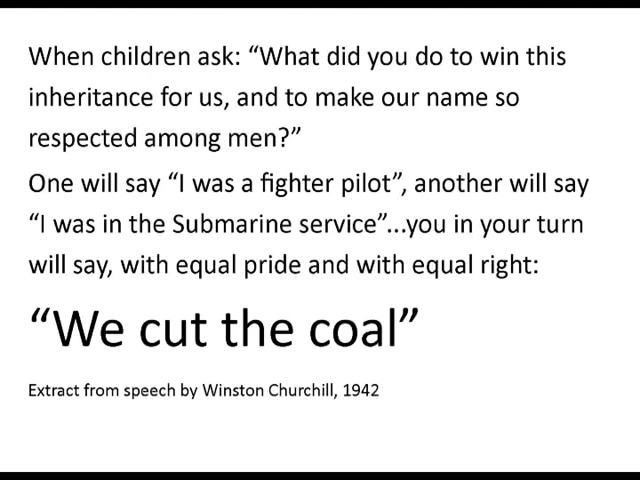 When children ask: “What did you do to win this
inheritance for us, and to make our name so
respected among men?”
One will say “I was a fighter pilot”, another will say
“I was in the Submarine service”...you in your turn
will say, with equal pride and with equal right:
“We cut the coal”
Extract from speech by Winston Churchill, 1942